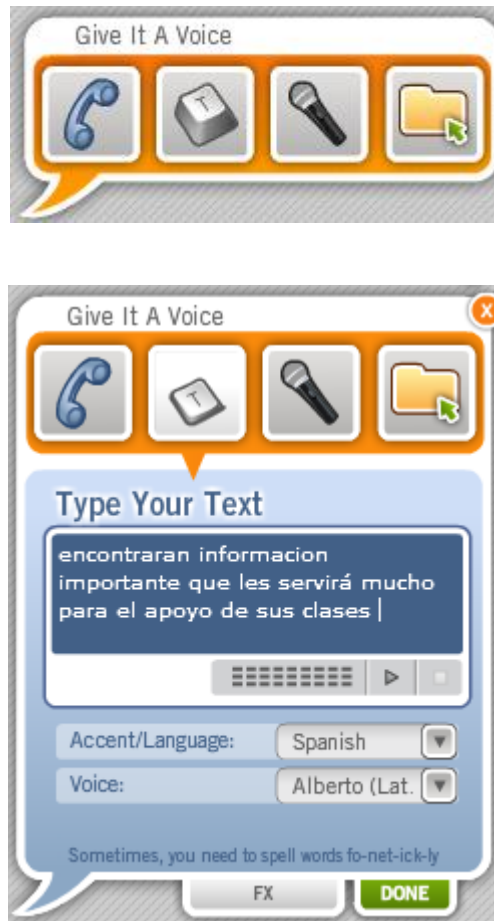 Give It A Voice
T
Give It A Voice
X
T
Type Your Text
encontraran informacion
importante que les servirá mucho
para el apoyo de sus clases
Accent/Language: Spanish
Voice: Alberto (Lat.
Sometimes, you need to spell words fo-net-ick-ly
FX DONE